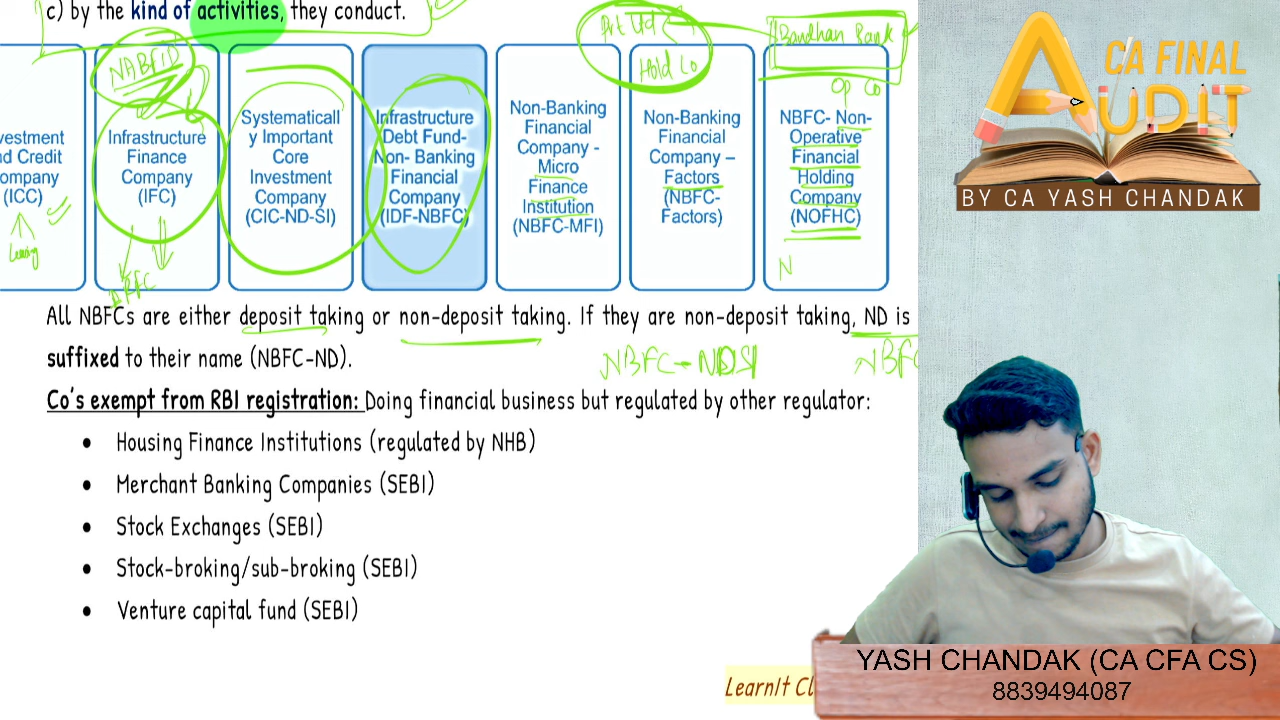 c) by the kind of activities, they conduct.
Pvt Ltd
Hold Co
Bandhan Bank
Op Co
NABFID
vestment
nd Credit
ompany
(ICC)
Infrastructure
Finance
Company
(IFC)
Systematicall
y Important
Core
Investment
Company
(CIC-ND-SI)
Infrastructure
Debt Fund-
Non- Banking
Financial
Company
(IDF-NBFC)
Non-Banking
Financial
Company -
Micro
Finance
Institution
(NBFC-MFI)
Non-Banking
Financial
Company –
Factors
(NBFC-
Factors)
NBFC- Non-
Operative
Financial
Holding
Company
(NOFHC)
N
All NBFCs are either deposit taking or non-deposit taking. If they are non-deposit taking, ND is
suffixed to their name (NBFC-ND).
NBFC-NDSI
NBFC
Co's exempt from RBI registration: Doing financial business but regulated by other regulator:
• Housing Finance Institutions (regulated by NHB)
• Merchant Banking Companies (SEBI)
• Stock Exchanges (SEBI)
• Stock-broking/sub-broking (SEBI)
• Venture capital fund (SEBI)
LearnIt Cl
CA FINAL
AUDIT
BY CA YASH CHANDAK
YASH CHANDAK (CA CFA CS)
8839494087